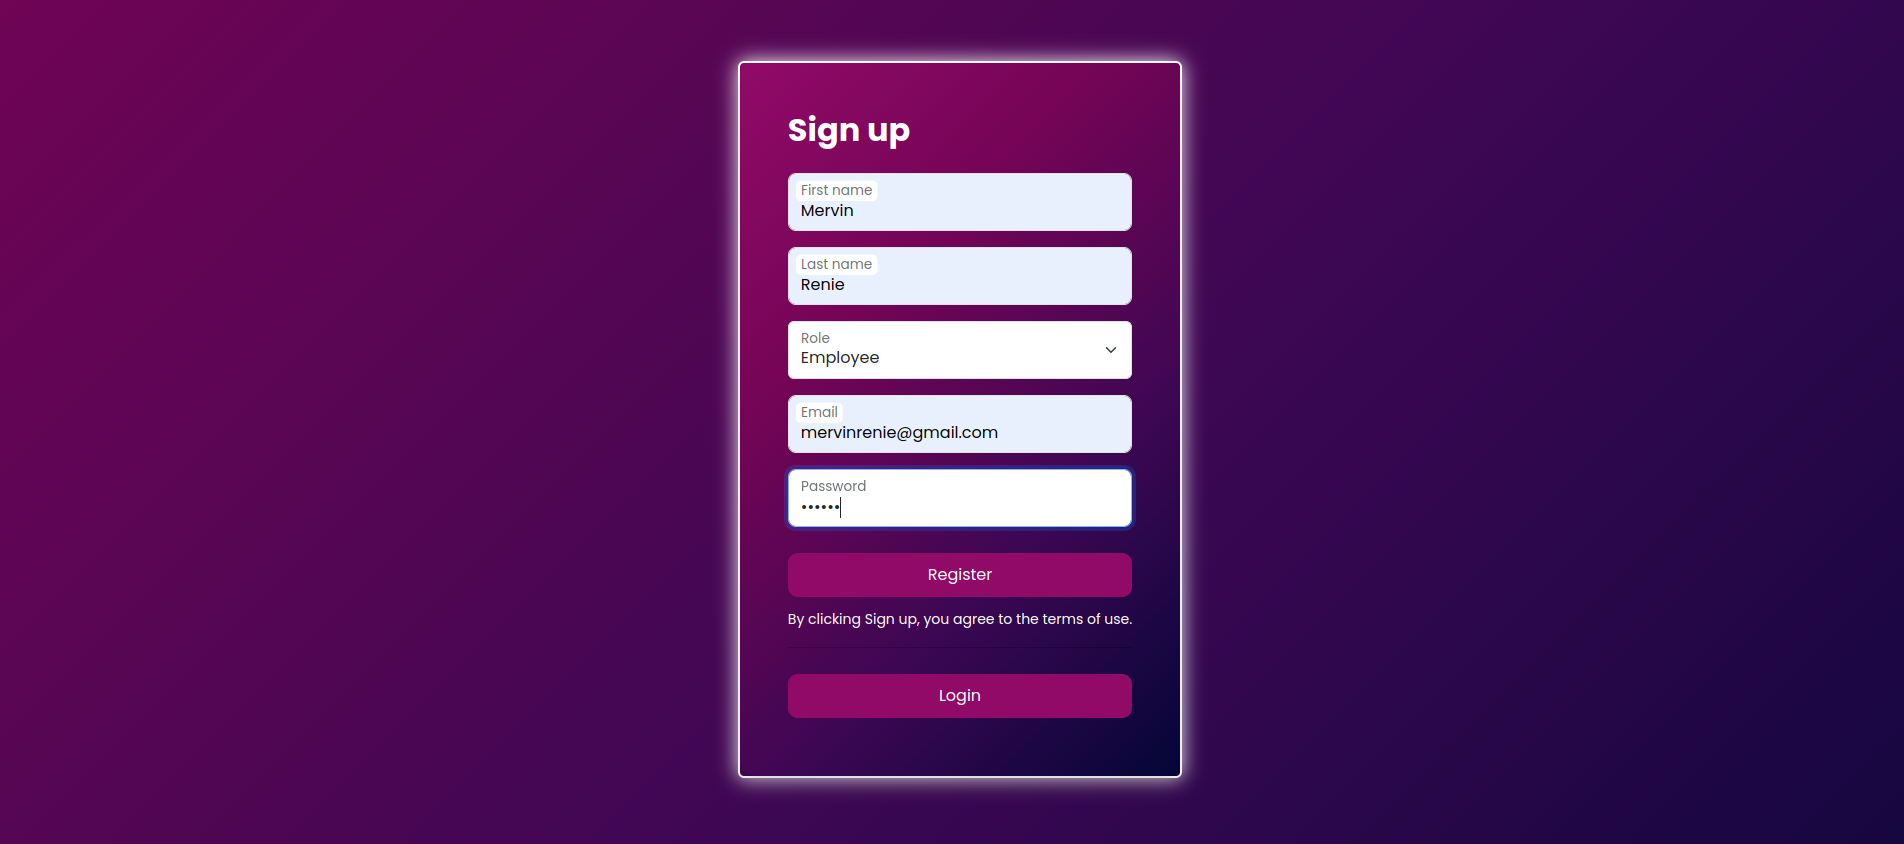 Sign up
First name
Mervin
Last name
Renie
Role
Employee
Email
mervinrenie@gmail.com
Password
••••••
Register
By clicking Sign up, you agree to the terms of use.
Login